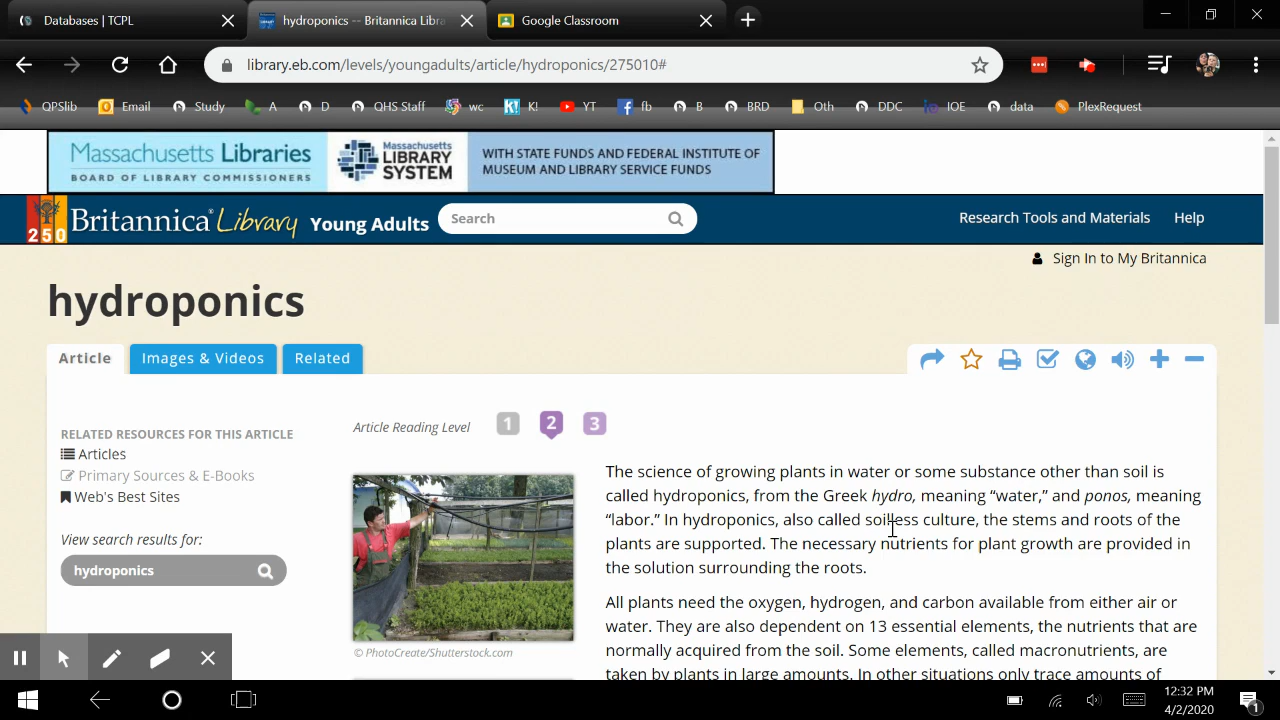 Databases | TCPL
hydroponics -- Britannica Libra
Google Classroom
library.eb.com/levels/youngadults/article/hydroponics/275010#
QPSlib Email Study A D QHS Staff wc K! YT fb B BRD Oth DDC IOE data PlexRequest
Massachusetts Libraries
BOARD OF LIBRARY COMMISSIONERS
Massachusetts
LIBRARY
SYSTEM
WITH STATE FUNDS AND FEDERAL INSTITUTE OF
MUSEUM AND LIBRARY SERVICE FUNDS
250
Britannica® Library Young Adults
Search
Research Tools and Materials Help
Sign In to My Britannica
hydroponics
Article Images & Videos Related
RELATED RESOURCES FOR THIS ARTICLE
Articles
Primary Sources & E-Books
Web's Best Sites
View search results for:
hydroponics
Article Reading Level 1 2 3
© PhotoCreate/Shutterstock.com
The science of growing plants in water or some substance other than soil is
called hydroponics, from the Greek hydro, meaning “water,” and ponos, meaning
“labor.” In hydroponics, also called soilless culture, the stems and roots of the
plants are supported. The necessary nutrients for plant growth are provided in
the solution surrounding the roots.
All plants need the oxygen, hydrogen, and carbon available from either air or
water. They are also dependent on 13 essential elements, the nutrients that are
normally acquired from the soil. Some elements, called macronutrients, are
taken by plants in large amounts. In other situations only trace amounts of
12:32 PM
4/2/2020
1